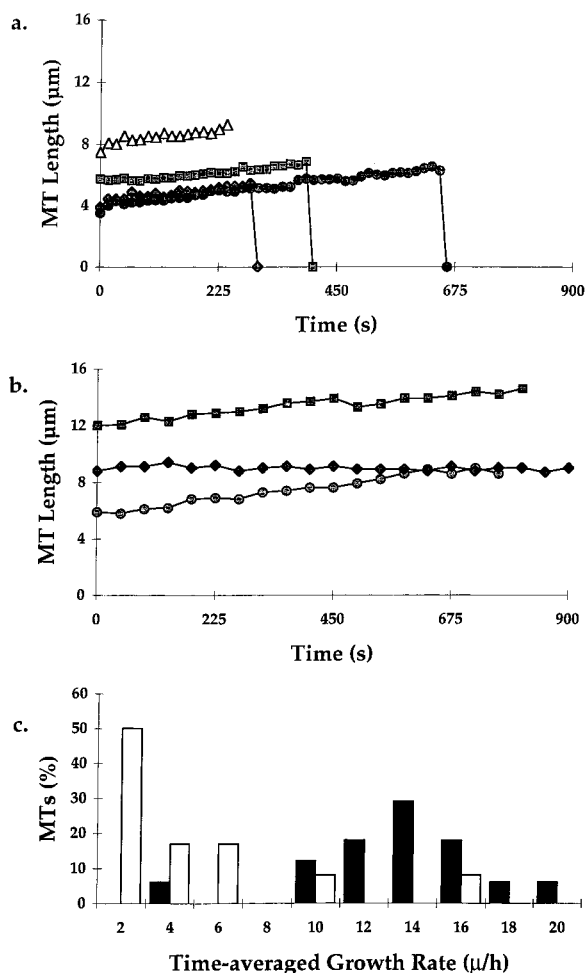 a.
16
12
8
4
0
MT Length (µm)
0 225 450 675 900
Time (s)
b.
16
12
8
4
0
MT Length (µm)
0 225 450 675 900
Time (s)
c.
60
50
40
30
20
10
0
MTs (%)
2 4 6 8 10 12 14 16 18 20
Time-averaged Growth Rate (µ/h)